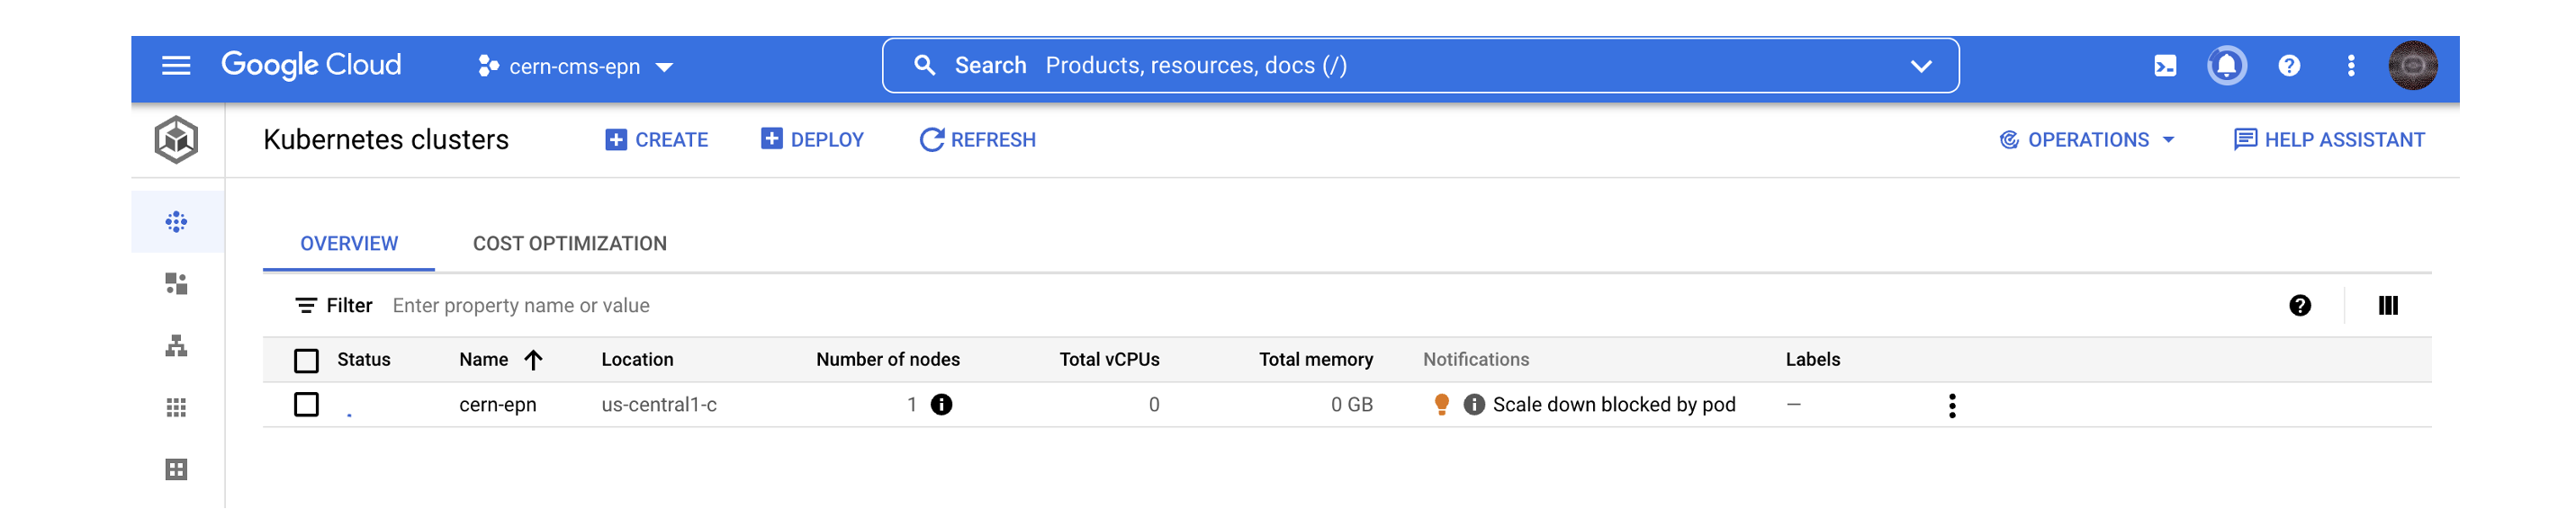 Google Cloud cern-cms-epn Search Products, resources, docs (/)
Kubernetes clusters CREATE DEPLOY REFRESH OPERATIONS HELP ASSISTANT
OVERVIEW COST OPTIMIZATION
Filter Enter property name or value
Status Name Location Number of nodes Total vCPUs Total memory Notifications Labels
cern-epn us-central1-c 1 0 0 GB Scale down blocked by pod —